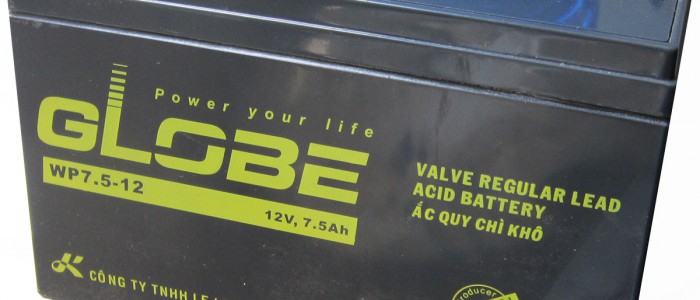 Power your life
GLOBE
WP7.5-12
12V, 7.5Ah
VALVE REGULAR LEAD
ACID BATTERY
ẮC QUY CHÌ KHÔ
CÔNG TY TNHH
roducer